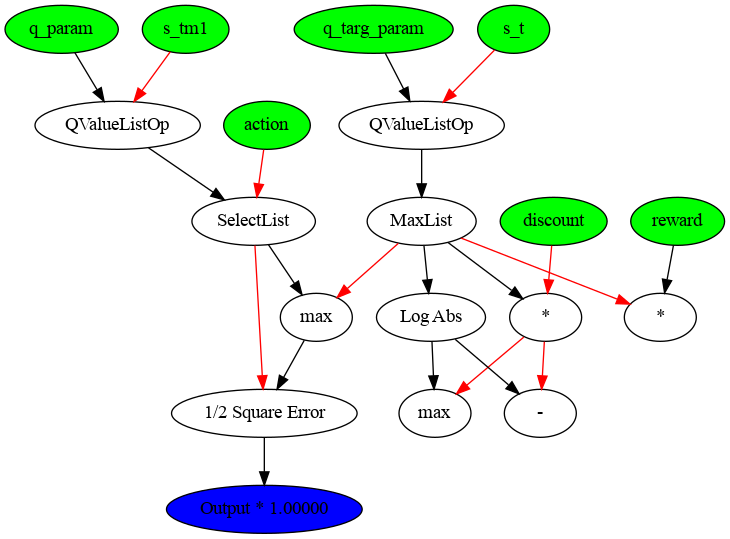 q_param
s_tm1
q_targ_param
s_t
QValueListOp
action
QValueListOp
SelectList
MaxList
discount
reward
max
Log Abs
*
*
1/2 Square Error
max
-
Output * 1.00000